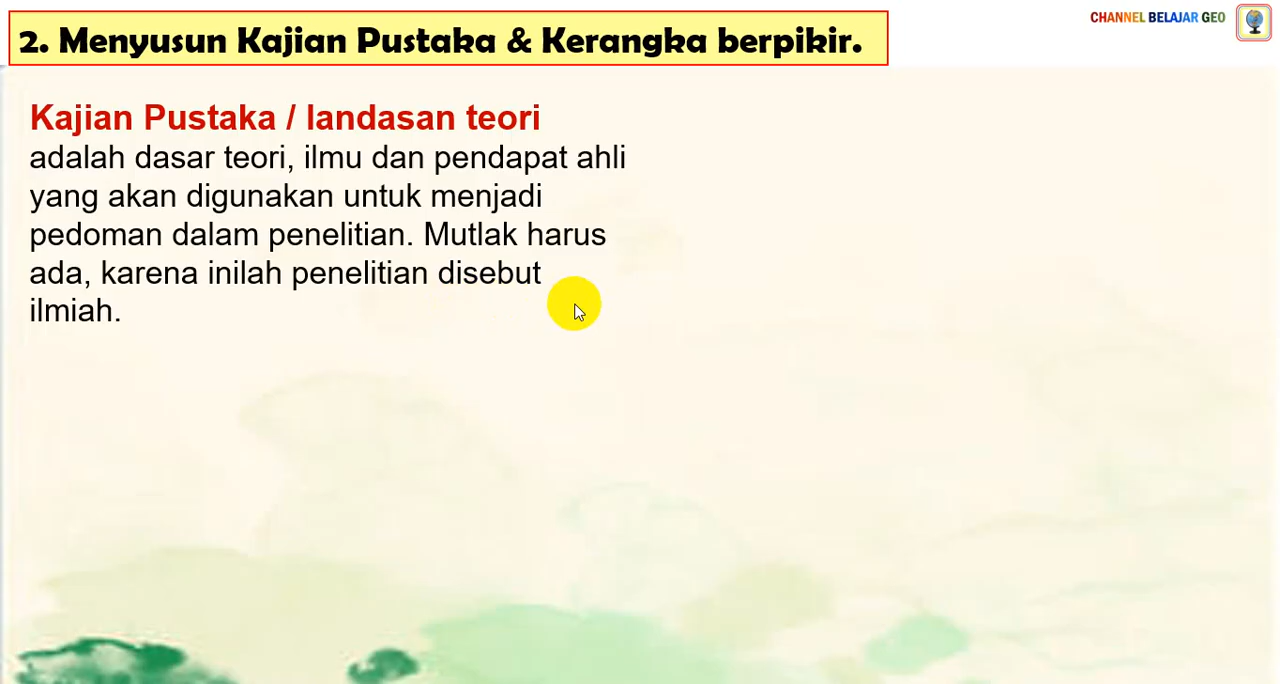 2. Menyusun Kajian Pustaka & Kerangka berpikir.
CHANNEL BELAJAR GEO
Kajian Pustaka / landasan teori
adalah dasar teori, ilmu dan pendapat ahli
yang akan digunakan untuk menjadi
pedoman dalam penelitian. Mutlak harus
ada, karena inilah penelitian disebut
ilmiah.